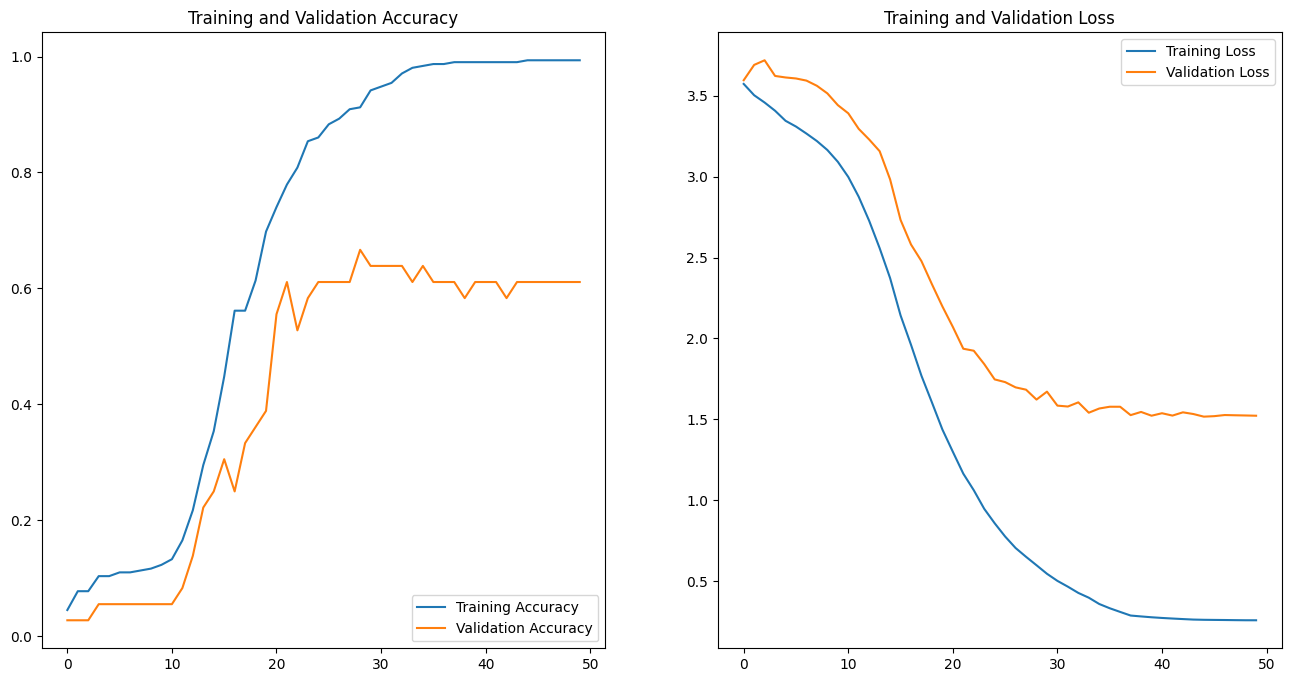 Training and Validation Accuracy
1.0
0.8
0.6
0.4
0.2
0.0
0 10 20 30 40 50
Training Accuracy
Validation Accuracy
Training and Validation Loss
3.5
3.0
2.5
2.0
1.5
1.0
0.5
0 10 20 30 40 50
Training Loss
Validation Loss